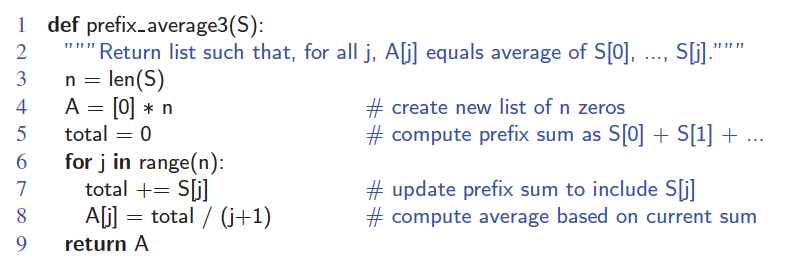 1 def prefix_average3(S):
2 """Return list such that, for all j, A[j] equals average of S[0], ..., S[j]."""
3 n = len(S)
4 A = [0] * n # create new list of n zeros
5 total = 0 # compute prefix sum as S[0] + S[1] + ...
6 for j in range(n):
7 total += S[j] # update prefix sum to include S[j]
8 A[j] = total / (j+1) # compute average based on current sum
9 return A